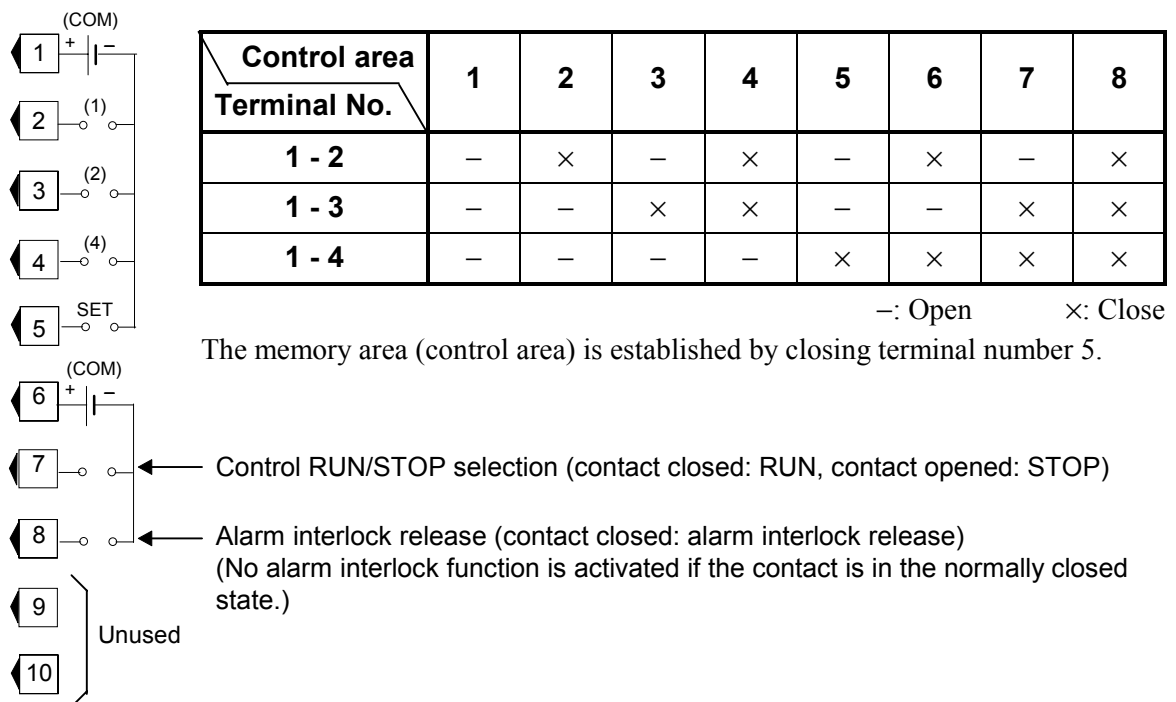 (COM)
1 + −
2 (1)
3 (2)
4 (4)
5 SET
Control area 1 2 3 4 5 6 7 8
Terminal No.
1 - 2 − × − × − × − ×
1 - 3 − − × × − − × ×
1 - 4 − − − − × × × ×
−: Open ×: Close
The memory area (control area) is established by closing terminal number 5.
(COM)
6 + −
7 Control RUN/STOP selection (contact closed: RUN, contact opened: STOP)
8 Alarm interlock release (contact closed: alarm interlock release)
(No alarm interlock function is activated if the contact is in the normally closed
state.)
9
Unused
10